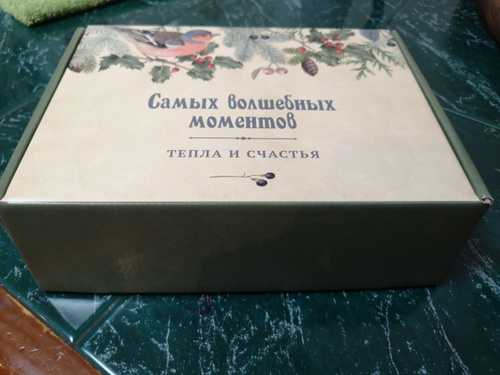 Самых волшебных
моментов
ТЕПЛА И СЧАСТЬЯ